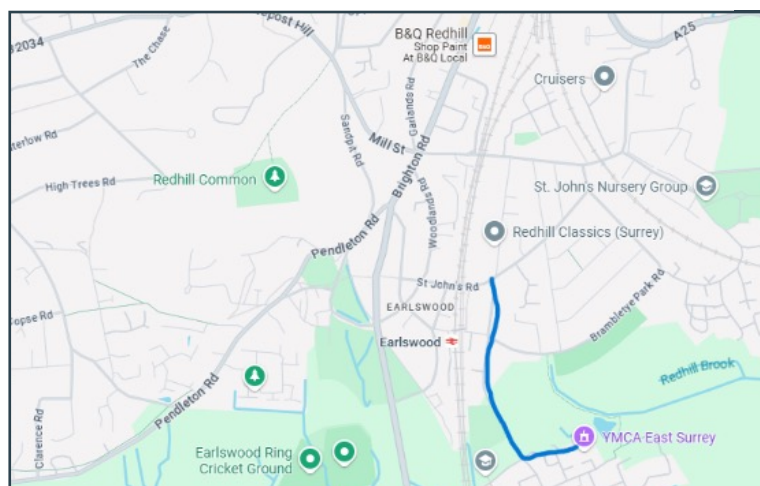 B&Q Redhill
Shop Paint
At B&Q Local
A25
2034
The Chase
Cruisers
Garlands Rd
Sandpit Rd
Mill St
High Trees Rd
Redhill Common
Brighton Rd
Woodlands Rd
St. John's Nursery Group
Redhill Classics (Surrey)
Pendleton Rd
St John's Rd
EARLSWOOD
Brambletye Park Rd
Copse Rd
Earlswood
Redhill Brook
Pendleton Rd
Clarence Rd
YMCA East Surrey
Earlswood Ring
Cricket Ground